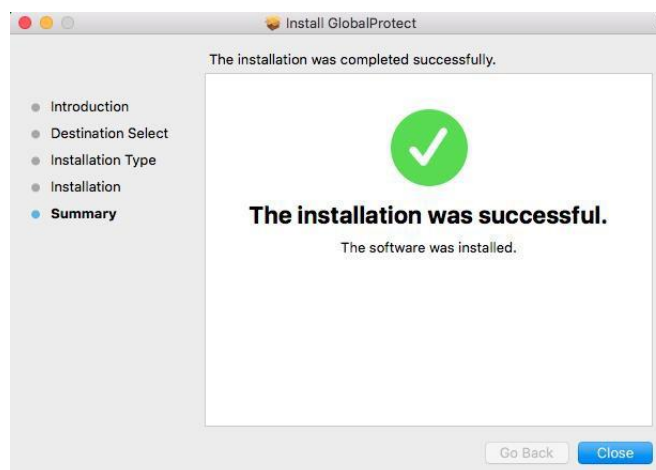 Install GlobalProtect
The installation was completed successfully.
Introduction
Destination Select
Installation Type
Installation
Summary
The installation was successful.
The software was installed.
Go Back
Close